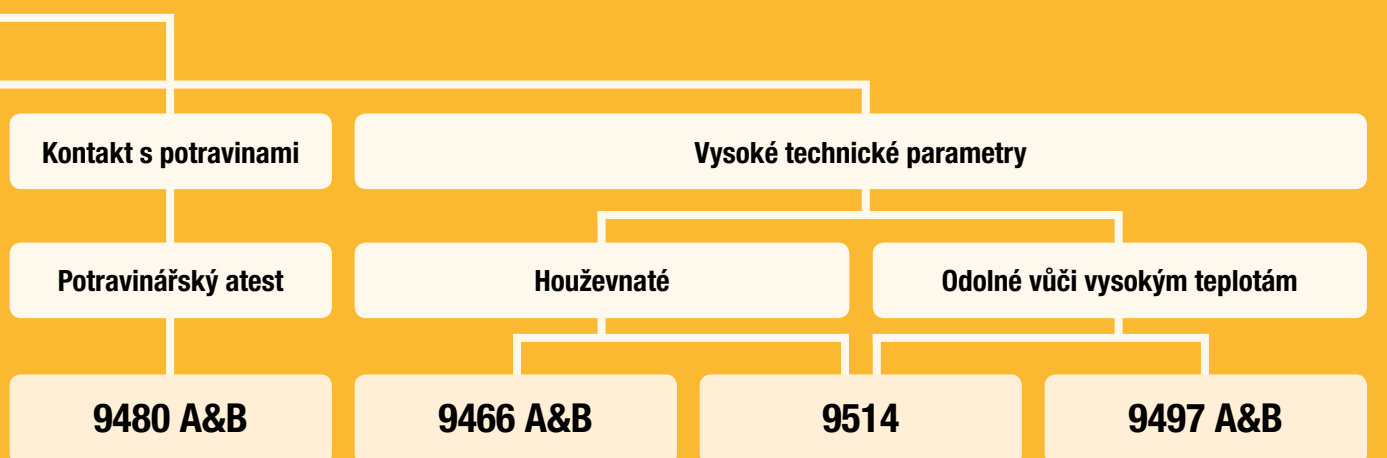 Kontakt s potravinami
Vysoké technické parametry
Potravinářský atest
Houževnaté
Odolné vůči vysokým teplotám
9480 A&B
9466 A&B
9514
9497 A&B